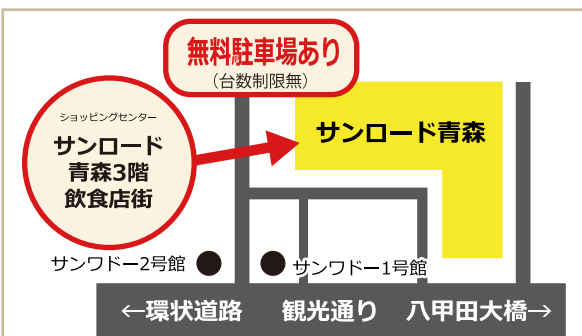 無料駐車場あり
（台数制限無）
ショッピングセンター
サンロード
青森3階
飲食店街
サンロード青森
サンワドー2号館
サンワドー1号館
←環状道路 観光通り 八甲田大橋→